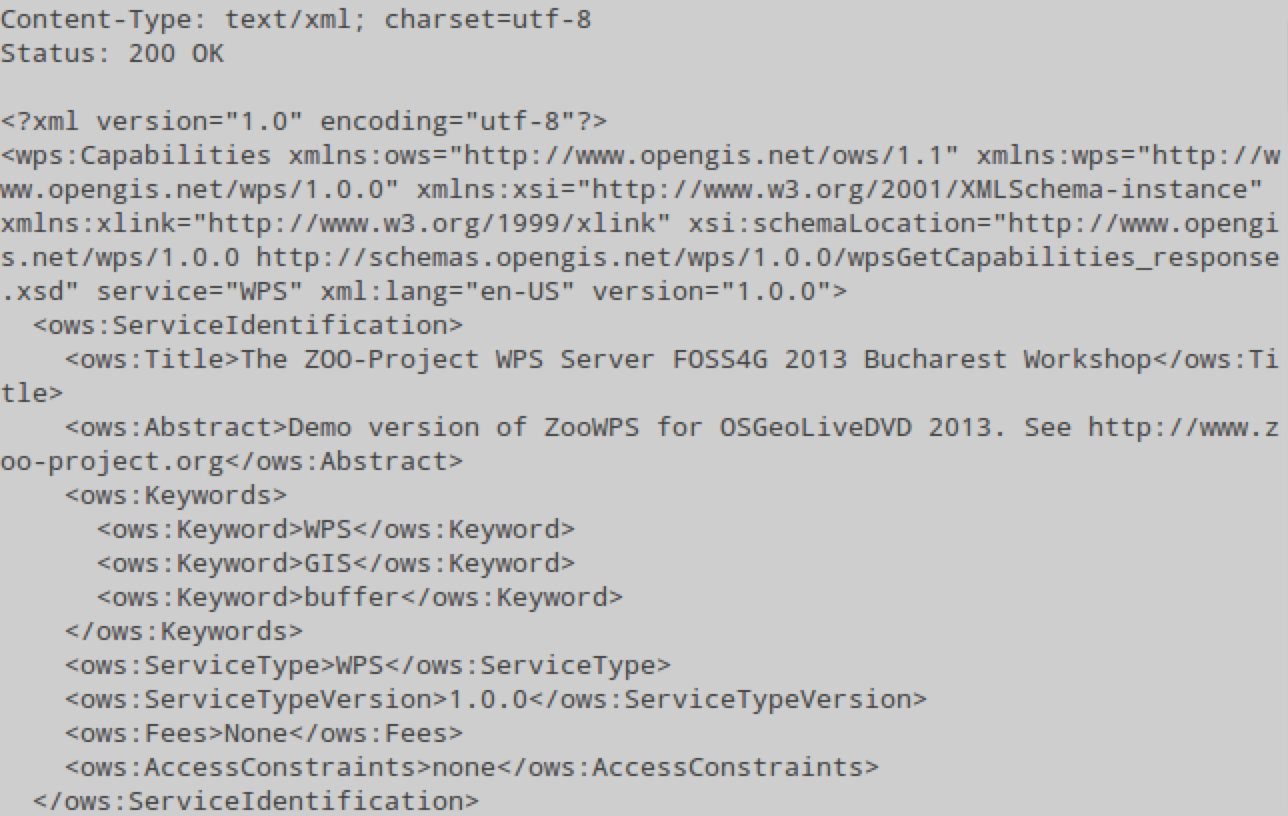 Content-Type: text/xml; charset=utf-8
Status: 200 OK
<?xml version="1.0" encoding="utf-8"?>
<wps:Capabilities xmlns:ows="http://www.opengis.net/ows/1.1" xmlns:wps="http://w
ww.opengis.net/wps/1.0.0" xmlns:xsi="http://www.w3.org/2001/XMLSchema-instance"
xmlns:xlink="http://www.w3.org/1999/xlink" xsi:schemaLocation="http://www.opengi
s.net/wps/1.0.0 http://schemas.opengis.net/wps/1.0.0/wpsGetCapabilities_response
.xsd" service="WPS" xml:lang="en-US" version="1.0.0">
  <ows:ServiceIdentification>
    <ows:Title>The ZOO-Project WPS Server FOSS4G 2013 Bucharest Workshop</ows:Ti
tle>
    <ows:Abstract>Demo version of ZooWPS for OSGeoLiveDVD 2013. See http://www.z
oo-project.org</ows:Abstract>
    <ows:Keywords>
      <ows:Keyword>WPS</ows:Keyword>
      <ows:Keyword>GIS</ows:Keyword>
      <ows:Keyword>buffer</ows:Keyword>
    </ows:Keywords>
    <ows:ServiceType>WPS</ows:ServiceType>
    <ows:ServiceTypeVersion>1.0.0</ows:ServiceTypeVersion>
    <ows:Fees>None</ows:Fees>
    <ows:AccessConstraints>none</ows:AccessConstraints>
  </ows:ServiceIdentification>